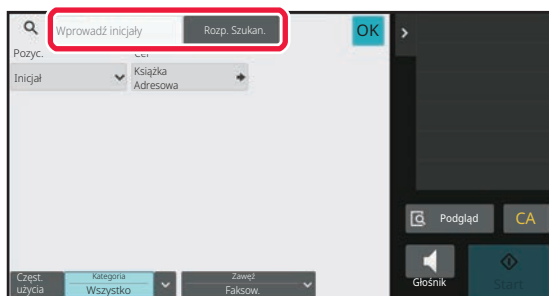 Wprowadź inicjały
Rozp. Szukan.
OK
Pozyc.
Cel
Inicjał
Książka
Adresowa
Podgląd
CA
Głośnik
Start
Częst.
użycia
Kategoria
Wszystko
Zawęź
Faksow.